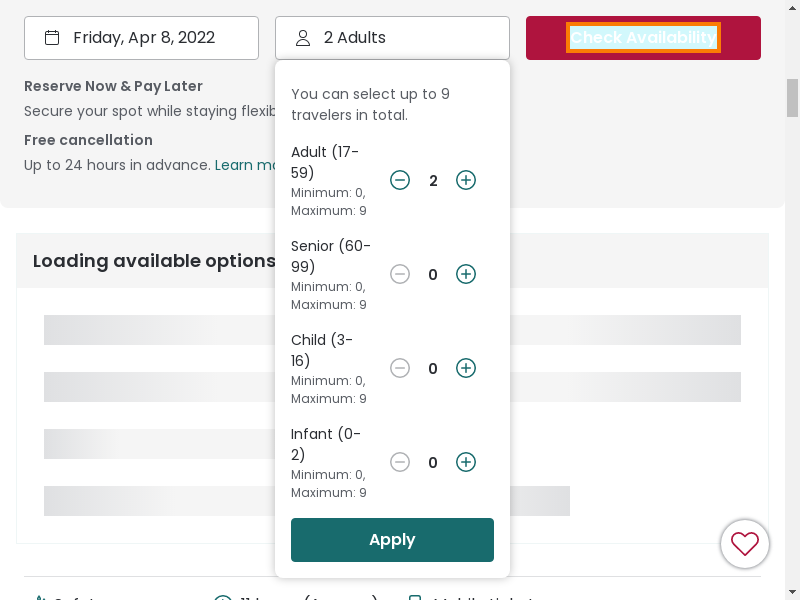 Friday, Apr 8, 2022
2 Adults
Check Availability
Reserve Now & Pay Later
Secure your spot while staying flexib
Free cancellation
Up to 24 hours in advance. Learn mo
You can select up to 9
travelers in total.
Adult (17-
59)
Minimum: 0,
Maximum: 9
2
Senior (60-
99)
Minimum: 0,
Maximum: 9
0
Child (3-
16)
Minimum: 0,
Maximum: 9
0
Infant (0-
2)
Minimum: 0,
Maximum: 9
0
Apply
Loading available options